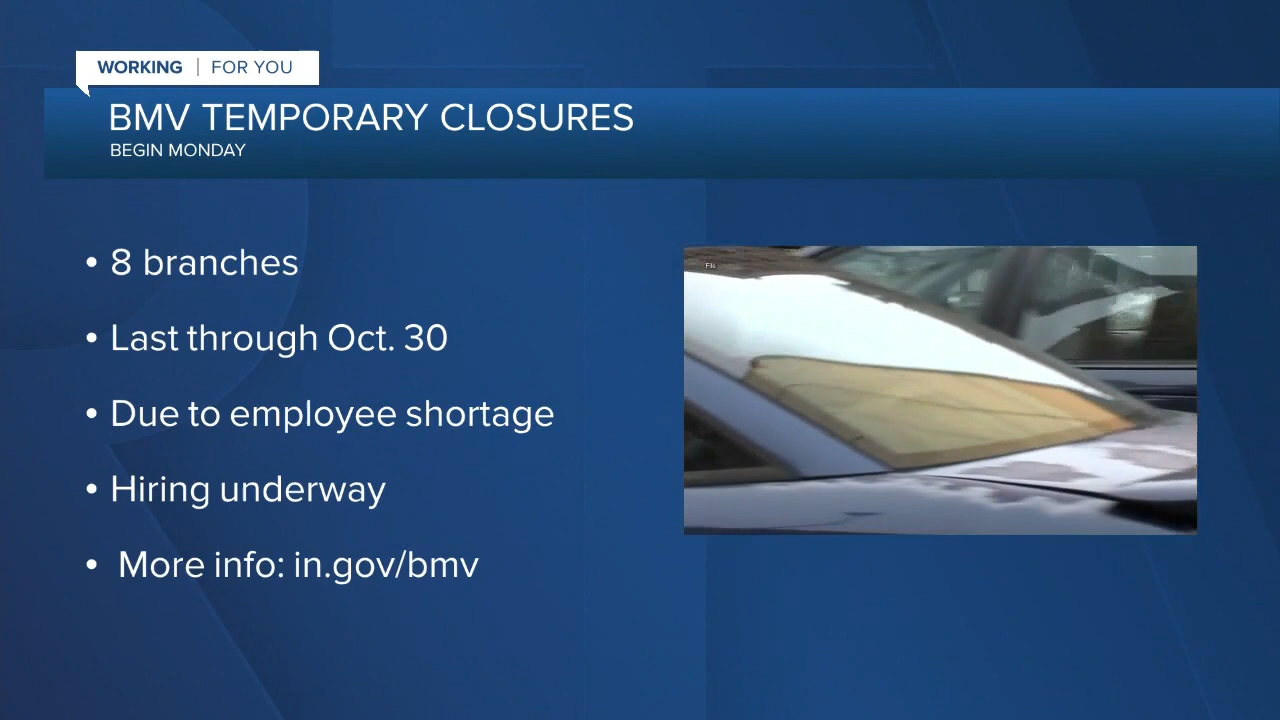 WORKING | FOR YOU
BMV TEMPORARY CLOSURES
BEGIN MONDAY
• 8 branches
• Last through Oct. 30
• Due to employee shortage
• Hiring underway
• More info: in.gov/bmv
File